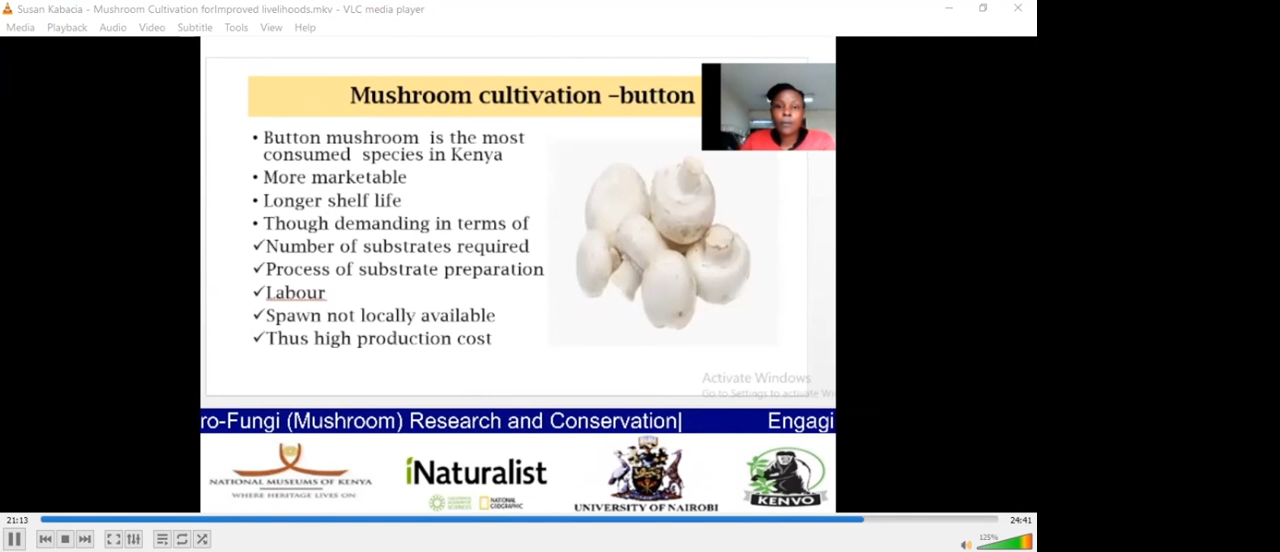 Susan Kabacia - Mushroom Cultivation forImproved livelihoods.mkv - VLC media player
Media Playback Audio Video Subtitle Tools View Help
Mushroom cultivation –button
• Button mushroom is the most
consumed species in Kenya
• More marketable
• Longer shelf life
• Though demanding in terms of
✓Number of substrates required
✓Process of substrate preparation
✓Labour
✓Spawn not locally available
✓Thus high production cost
Activate Windows
Go to Settings to activate Wi
ro-Fungi (Mushroom) Research and Conservation| Engagi
NATIONAL MUSEUMS OF KENYA
WHERE HERITAGE LIVES ON
iNaturalist
NATIONAL
GEOGRAPHIC
UNIVERSITY OF NAIROBI
KENVO
21:13
24:41
125%